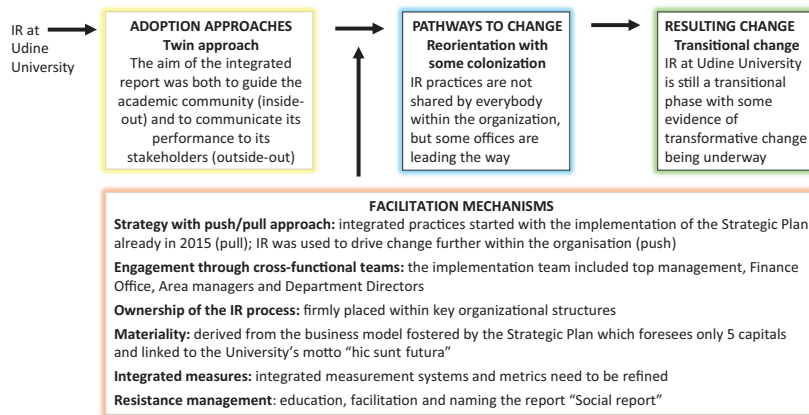 IR at
Udine
University
ADOPTION APPROACHES
Twin approach
The aim of the integrated
report was both to guide the
academic community (inside-
out) and to communicate its
performance to its
stakeholders (outside-out)
PATHWAYS TO CHANGE
Reorientation with
some colonization
IR practices are not
shared by everybody
within the organization,
but some offices are
leading the way
RESULTING CHANGE
Transitional change
IR at Udine University
is still a transitional
phase with some
evidence of
transformative change
being underway
FACILITATION MECHANISMS
Strategy with push/pull approach: integrated practices started with the implementation of the Strategic Plan
already in 2015 (pull); IR was used to drive change further within the organisation (push)
Engagement through cross-functional teams: the implementation team included top management, Finance
Office, Area managers and Department Directors
Ownership of the IR process: firmly placed within key organizational structures
Materiality: derived from the business model fostered by the Strategic Plan which foresees only 5 capitals
and linked to the University's motto "hic sunt futura"
Integrated measures: integrated measurement systems and metrics need to be refined
Resistance management: education, facilitation and naming the report "Social report"